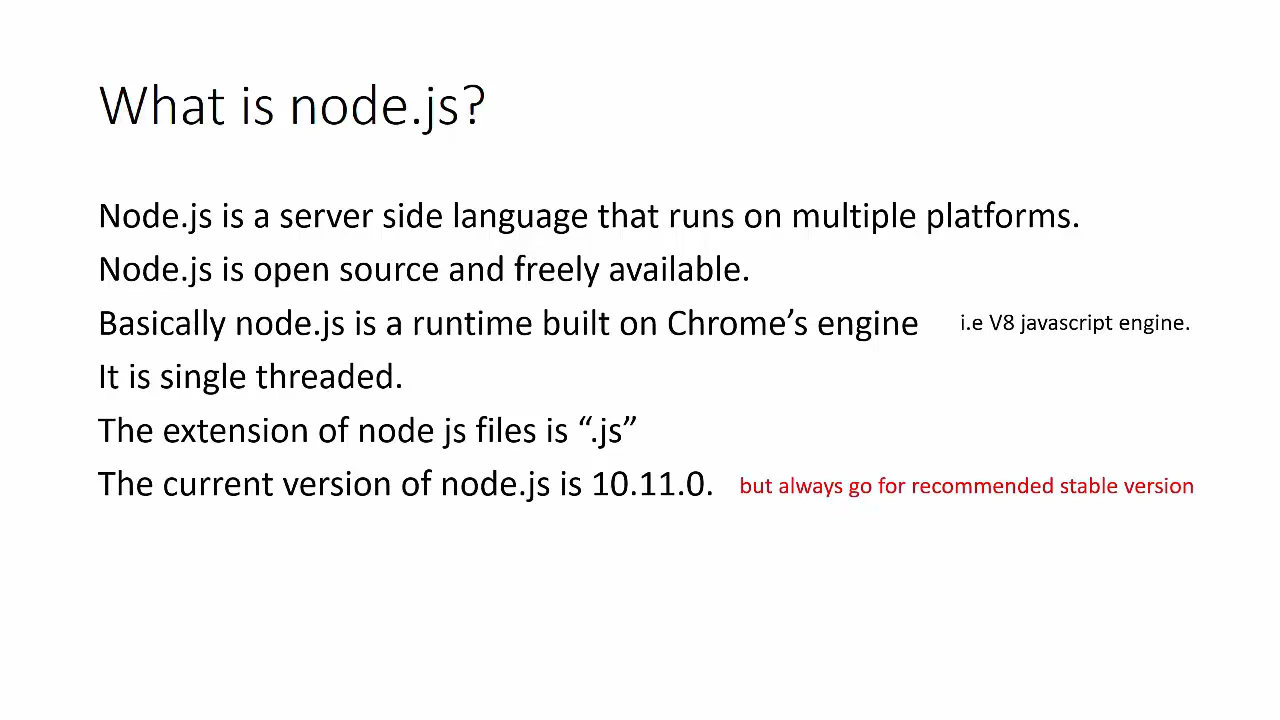 What is node.js?
Node.js is a server side language that runs on multiple platforms.
Node.js is open source and freely available.
Basically node.js is a runtime built on Chrome’s engine i.e V8 javascript engine.
It is single threaded.
The extension of node js files is “.js”
The current version of node.js is 10.11.0. but always go for recommended stable version